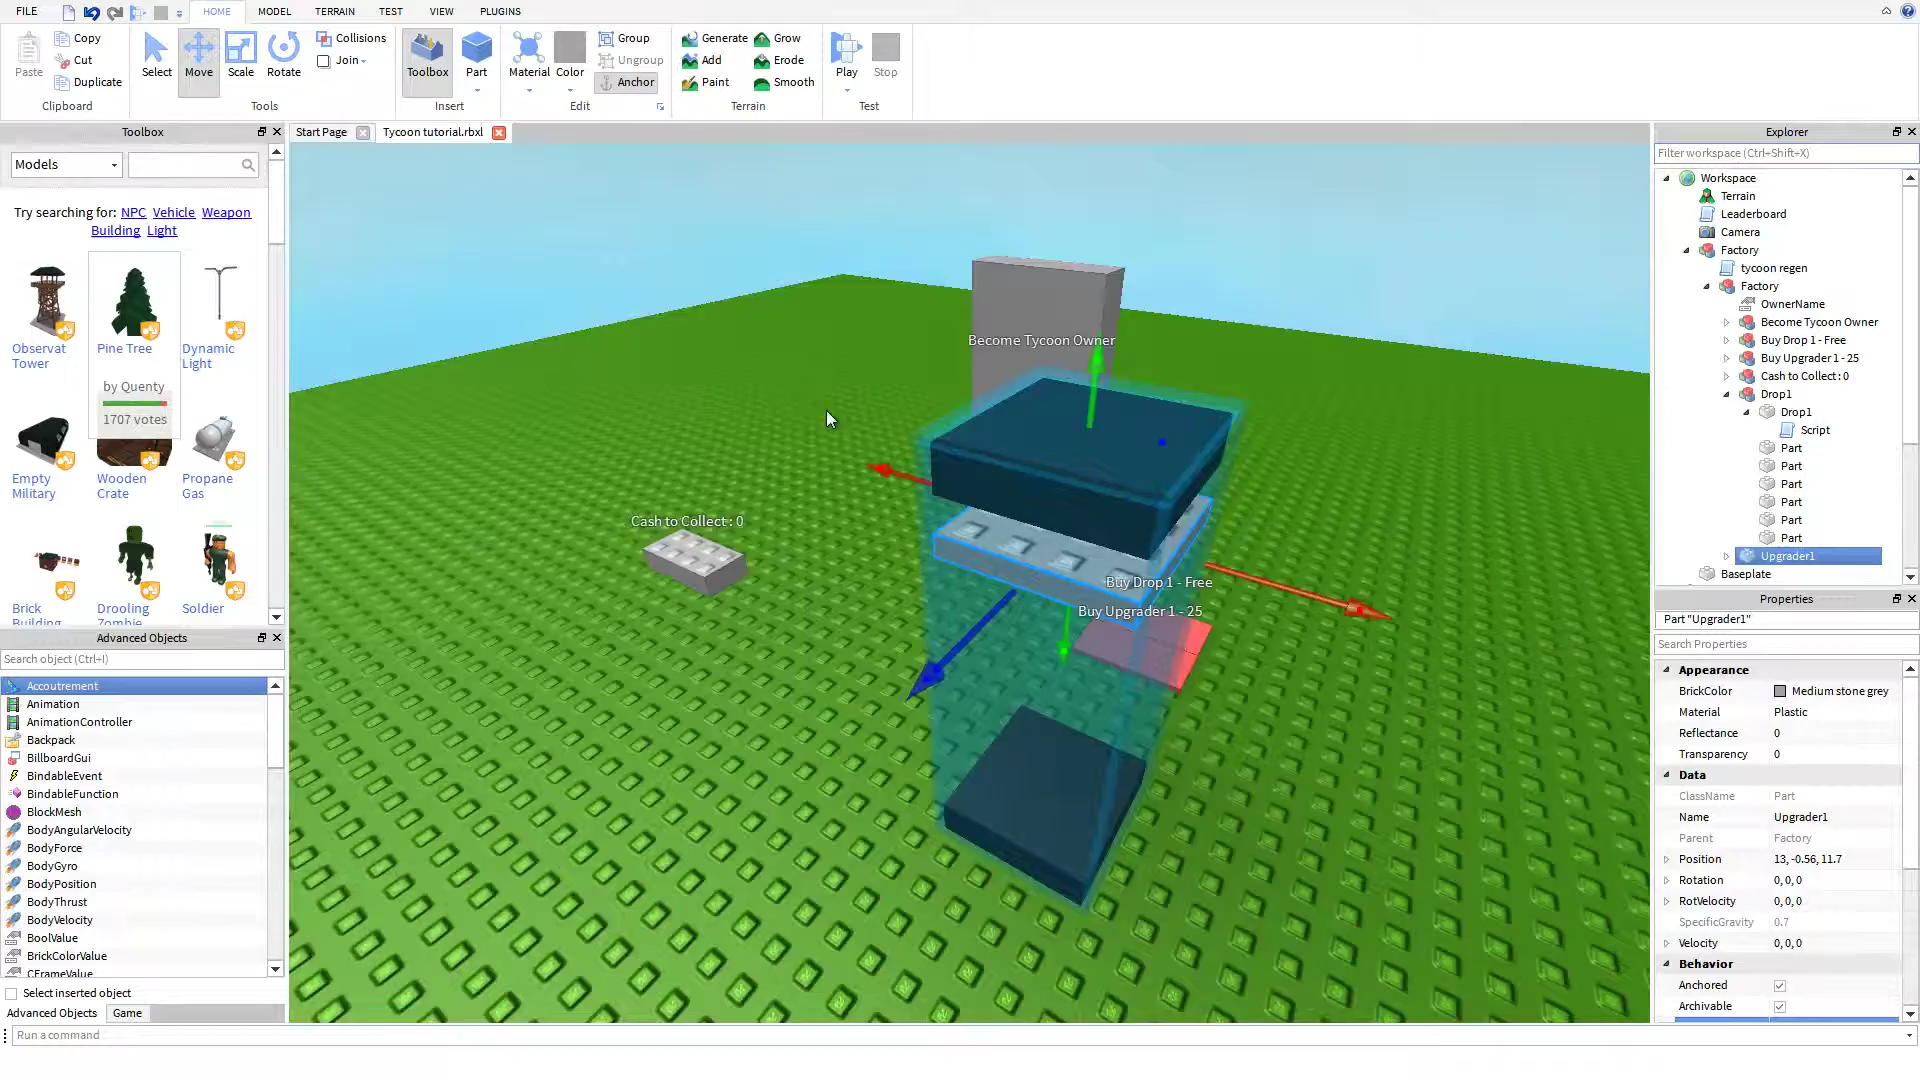 FILE HOME MODEL TERRAIN TEST VIEW PLUGINS
Paste Copy Cut Duplicate
Clipboard
Select Move Scale Rotate Collisions Join
Tools
Toolbox Part
Insert
Material Color Group Ungroup Anchor
Edit
Generate Add Paint Grow Erode Smooth
Terrain
Play Stop
Test
Toolbox
Models
Try searching for: NPC Vehicle Weapon
Building Light
Observat
Tower
Pine Tree
by Quenty
1707 votes
Dynamic
Light
Empty
Military
Wooden
Crate
Propane
Gas
Brick
Building
Drooling
Zombie
Soldier
Advanced Objects
Search object (Ctrl+I)
Accoutrement
Animation
AnimationController
Backpack
BillboardGui
BindableEvent
BindableFunction
BlockMesh
BodyAngularVelocity
BodyForce
BodyGyro
BodyPosition
BodyThrust
BodyVelocity
BoolValue
BrickColorValue
CFrameValue
Select inserted object
Advanced Objects Game
Run a command
Start Page Tycoon tutorial.rbxl
Become Tycoon Owner
Cash to Collect : 0
Buy Drop 1 - Free
Buy Upgrader 1 - 25
Explorer
Filter workspace (Ctrl+Shift+X)
Workspace
Terrain
Leaderboard
Camera
Factory
tycoon regen
Factory
OwnerName
Become Tycoon Owner
Buy Drop 1 - Free
Buy Upgrader 1 - 25
Cash to Collect : 0
Drop1
Drop1
Script
Part
Part
Part
Part
Part
Part
Upgrader1
Baseplate
Properties
Part "Upgrader1"
Search Properties
Appearance
BrickColor Medium stone grey
Material Plastic
Reflectance 0
Transparency 0
Data
ClassName Part
Name Upgrader1
Parent Factory
Position 13, -0.56, 11.7
Rotation 0, 0, 0
RotVelocity 0, 0, 0
SpecificGravity 0.7
Velocity 0, 0, 0
Behavior
Anchored
Archivable